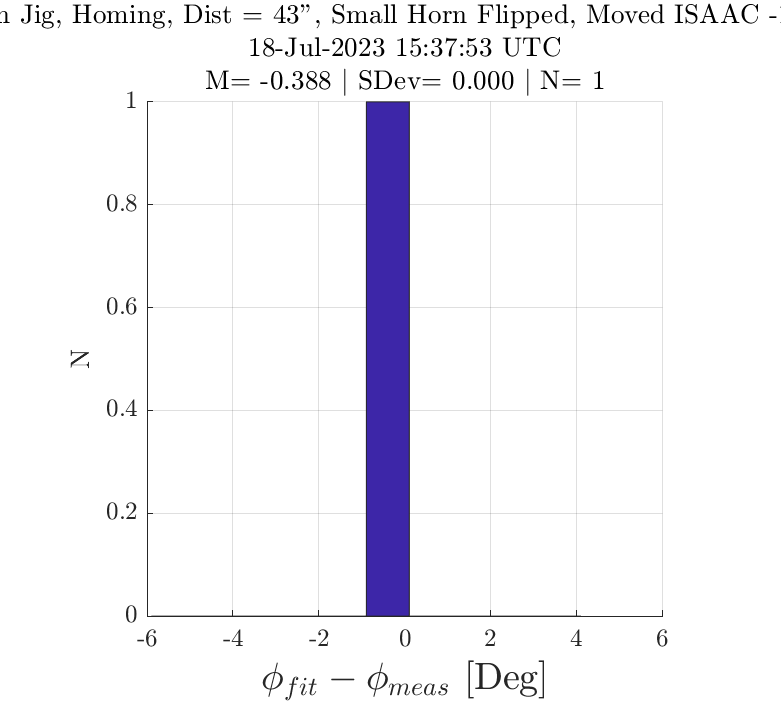 Jig, Homing, Dist = 43”, Small Horn Flipped, Moved ISAAC
18-Jul-2023 15:37:53 UTC
M= -0.388 | SDev= 0.000 | N= 1
1
0.8
0.6
0.4
0.2
0
N
-6 -4 -2 0 2 4 6
ϕ_fit − ϕ_meas [Deg]